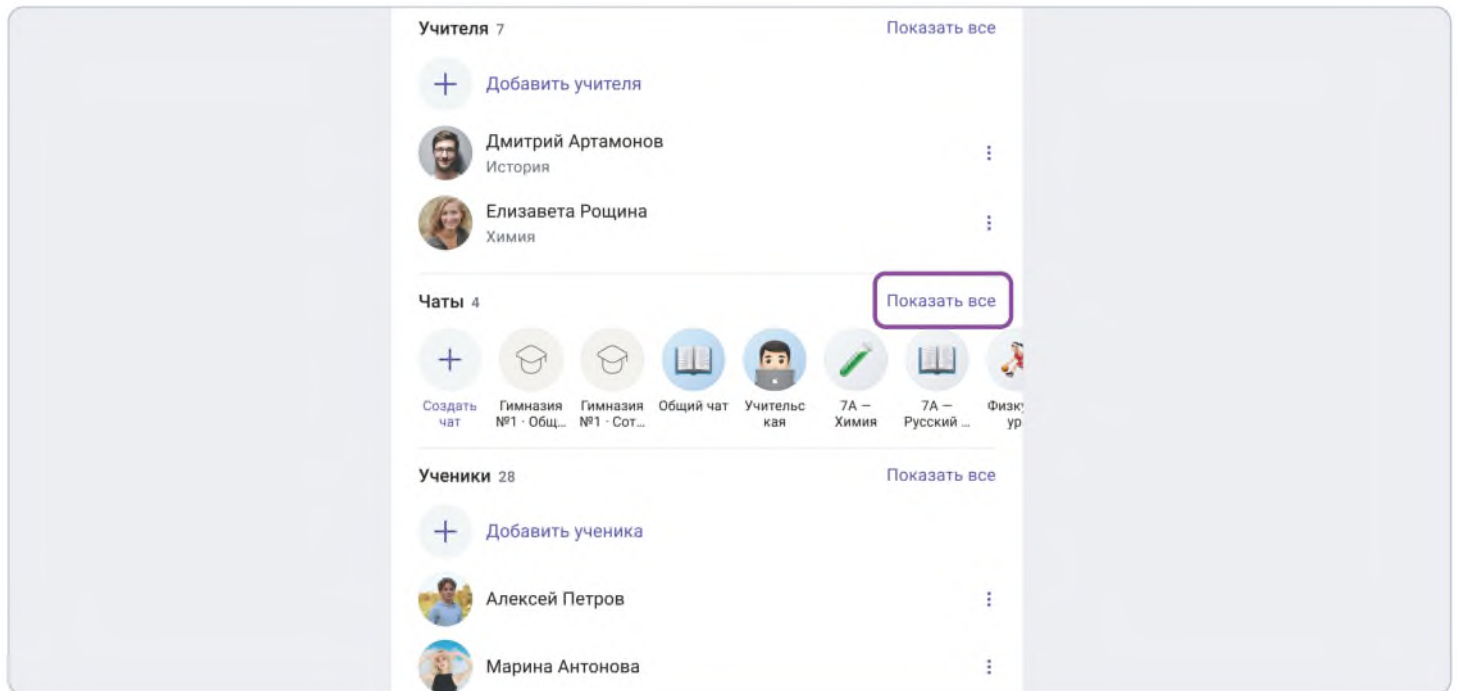 Учителя 7 Показать все
Добавить учителя
Дмитрий Артамонов
История
Елизавета Рощина
Химия
Чаты 4 Показать все
Создать чат
Гимназия №1 · Общ...
Гимназия №1 · Сот...
Общий чат
Учительс кая
7А — Химия
7А — Русский ...
Физку ур
Ученики 28 Показать все
Добавить ученика
Алексей Петров
Марина Антонова